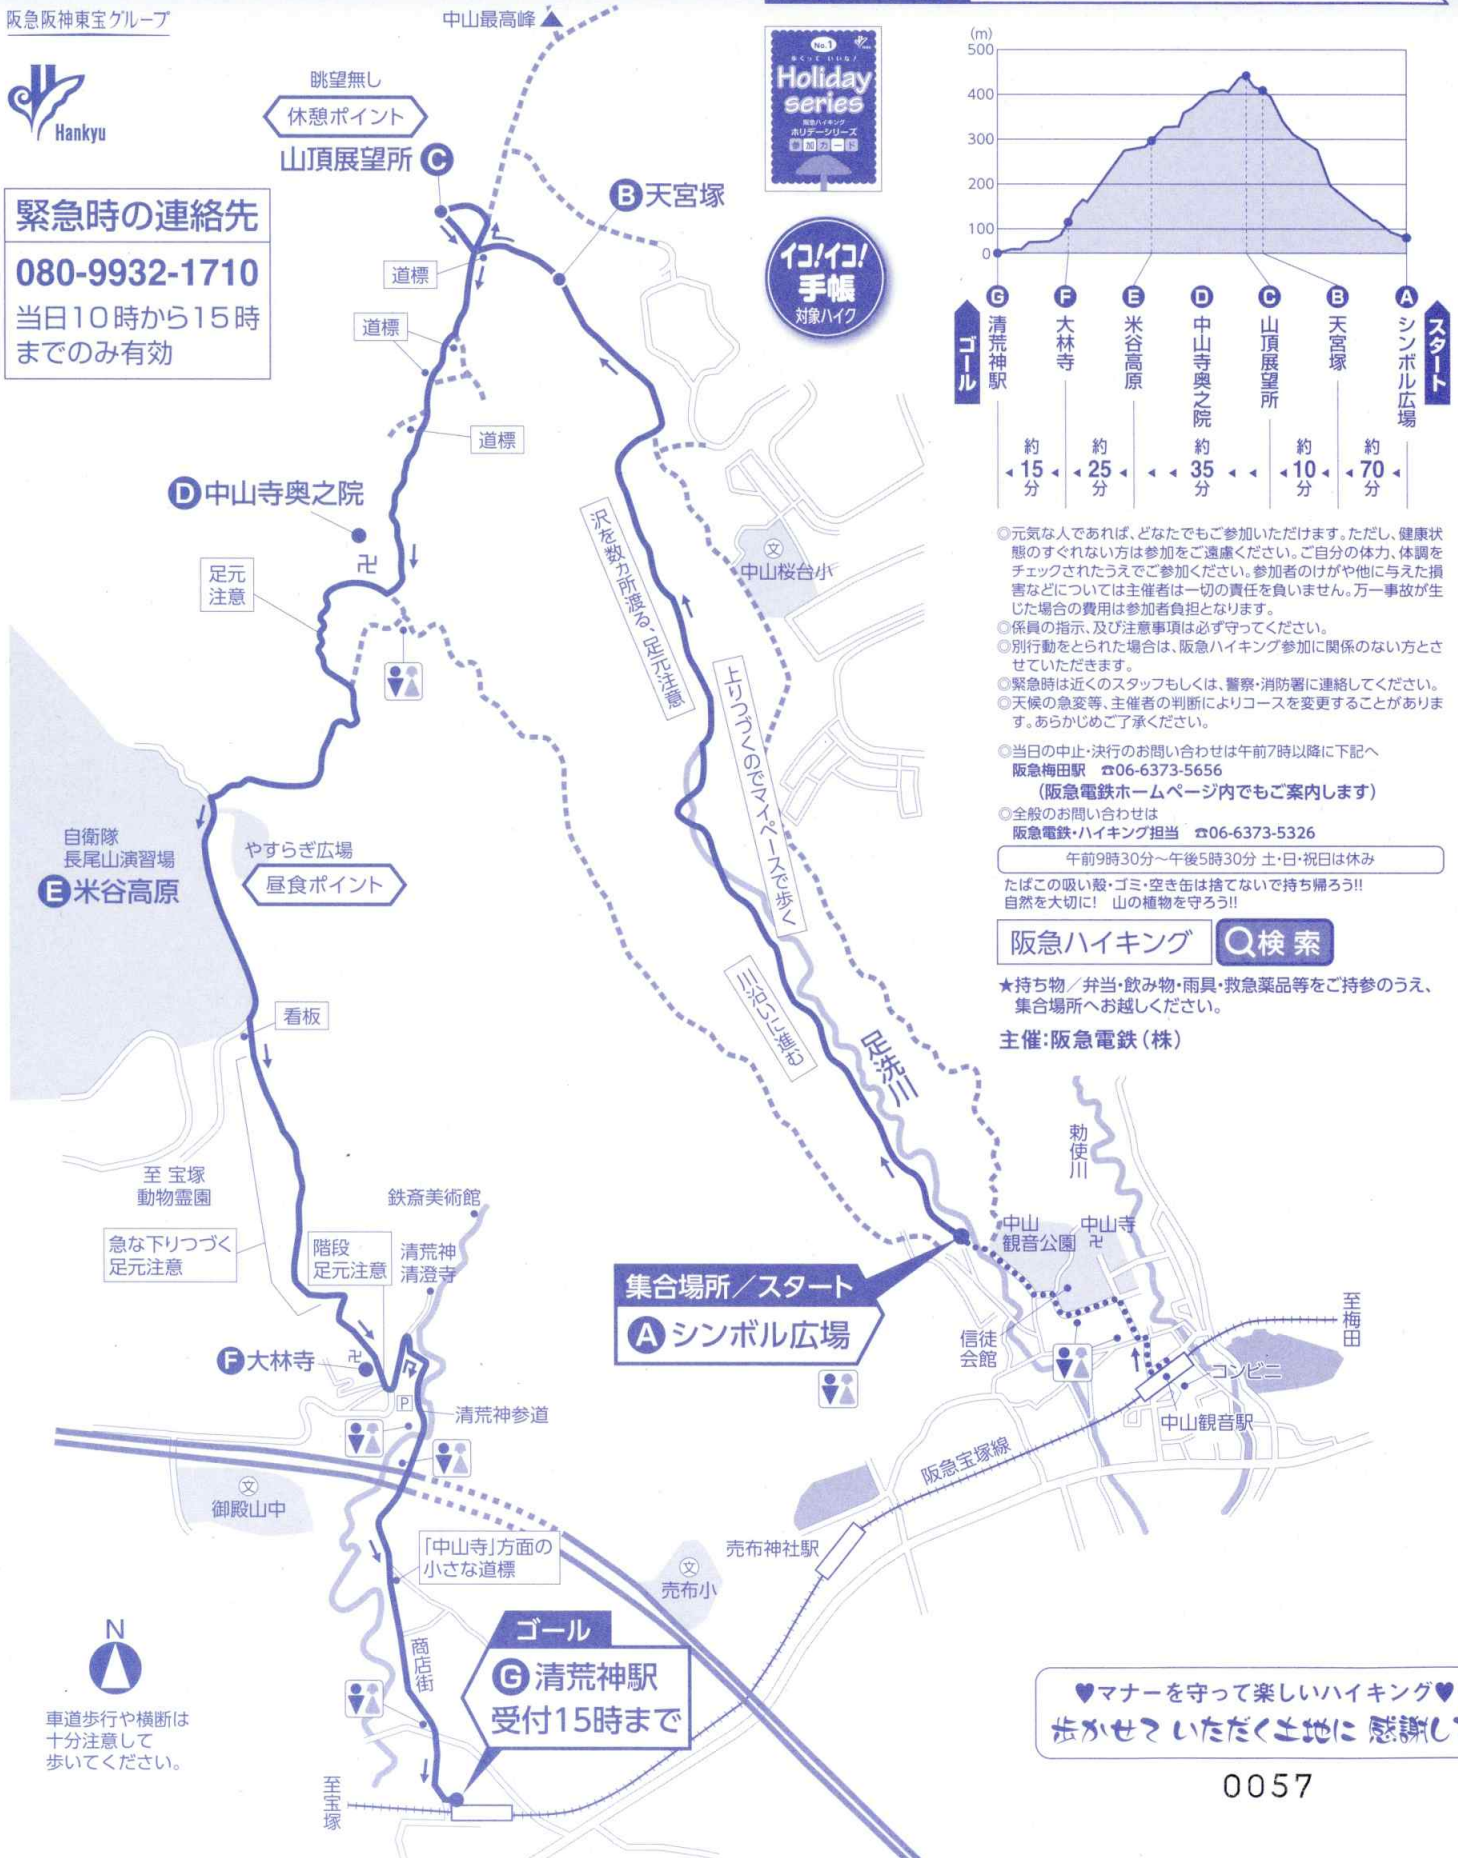 阪急阪神東宝グループ
Hankyu
緊急時の連絡先
080-9932-1710
当日10時から15時
までのみ有効
中山最高峰
眺望無し
休憩ポイント
山頂展望所 C
B 天宮塚
道標
道標
道標
D 中山寺奥之院
卍
足元
注意
自衛隊
長尾山演習場
E 米谷高原
やすらぎ広場
昼食ポイント
看板
至 宝塚
動物霊園
急な下りつづく
足元注意
階段
足元注意
鉄斎美術館
清荒神
清澄寺
F 大林寺
卍
P
清荒神参道
文
御殿山中
「中山寺」方面の
小さな道標
商店街
ゴール
G 清荒神駅
受付15時まで
至宝塚
N
車道歩行や横断は
十分注意して
歩いてください。
No.1
歩くって いいな!
Holiday
series
阪急ハイキング
ホリデーシリーズ
参加カード
イコ!イコ!
手帳
対象ハイク
文
中山桜台小
沢を数カ所渡る、足元注意
上りつづくのでマイペースで歩く
川沿いに進む
足洗川
集合場所/スタート
A シンボル広場
勅使川
中山
観音公園
中山寺
卍
信徒
会館
至梅田
コンビニ
中山観音駅
阪急宝塚線
売布神社駅
文
売布小
(m)
500
400
300
200
100
0
ゴール
G 清荒神駅
F 大林寺
E 米谷高原
D 中山寺奥之院
C 山頂展望所
B 天宮塚
A シンボル広場
スタート
約15分
約25分
約35分
約10分
約70分
◎元気な人であれば、どなたでもご参加いただけます。ただし、健康状
態のすぐれない方は参加をご遠慮ください。ご自分の体力、体調を
チェックされたうえでご参加ください。参加者のけがや他に与えた損
害などについては主催者は一切の責任を負いません。万一事故が生
じた場合の費用は参加者負担となります。
◎係員の指示、及び注意事項は必ず守ってください。
◎別行動をとられた場合は、阪急ハイキング参加に関係のない方とさ
せていただきます。
◎緊急時は近くのスタッフもしくは、警察・消防署に連絡してください。
◎天候の急変等、主催者の判断によりコースを変更することがありま
す。あらかじめご了承ください。
◎当日の中止・決行のお問い合わせは午前7時以降に下記へ
阪急梅田駅 ☎06-6373-5656
(阪急電鉄ホームページ内でもご案内します)
◎全般のお問い合わせは
阪急電鉄・ハイキング担当 ☎06-6373-5326
午前9時30分~午後5時30分 土・日・祝日は休み
たばこの吸い殻・ゴミ・空き缶は捨てないで持ち帰ろう!!
自然を大切に! 山の植物を守ろう!!
阪急ハイキング 検索
★持ち物/弁当・飲み物・雨具・救急薬品等をご持参のうえ、
集合場所へお越しください。
主催:阪急電鉄(株)
♥マナーを守って楽しいハイキング♥
歩かせていただく土地に 感謝し
0057